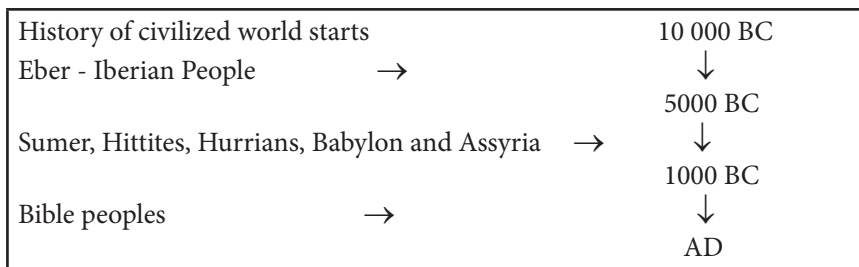 History of civilized world starts 10 000 BC
Eber - Iberian People → ↓
5000 BC
Sumer, Hittites, Hurrians, Babylon and Assyria → ↓
1000 BC
Bible peoples → ↓
AD